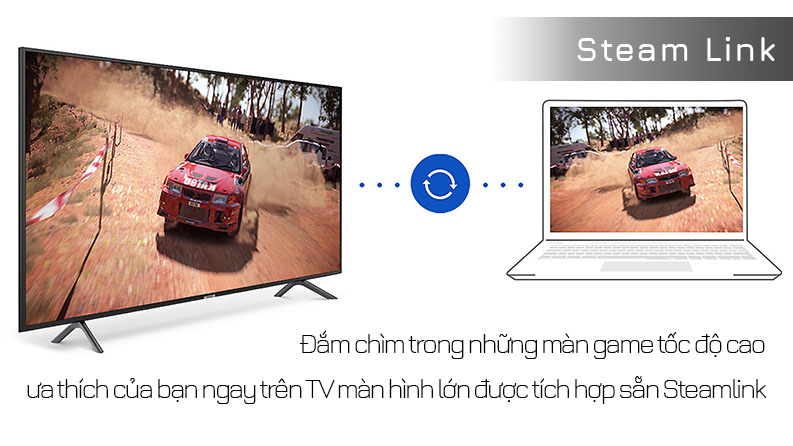 Steam Link
Đắm chìm trong những màn game tốc độ cao
ưa thích của bạn ngay trên TV màn hình lớn được tích hợp sẵn Steamlink